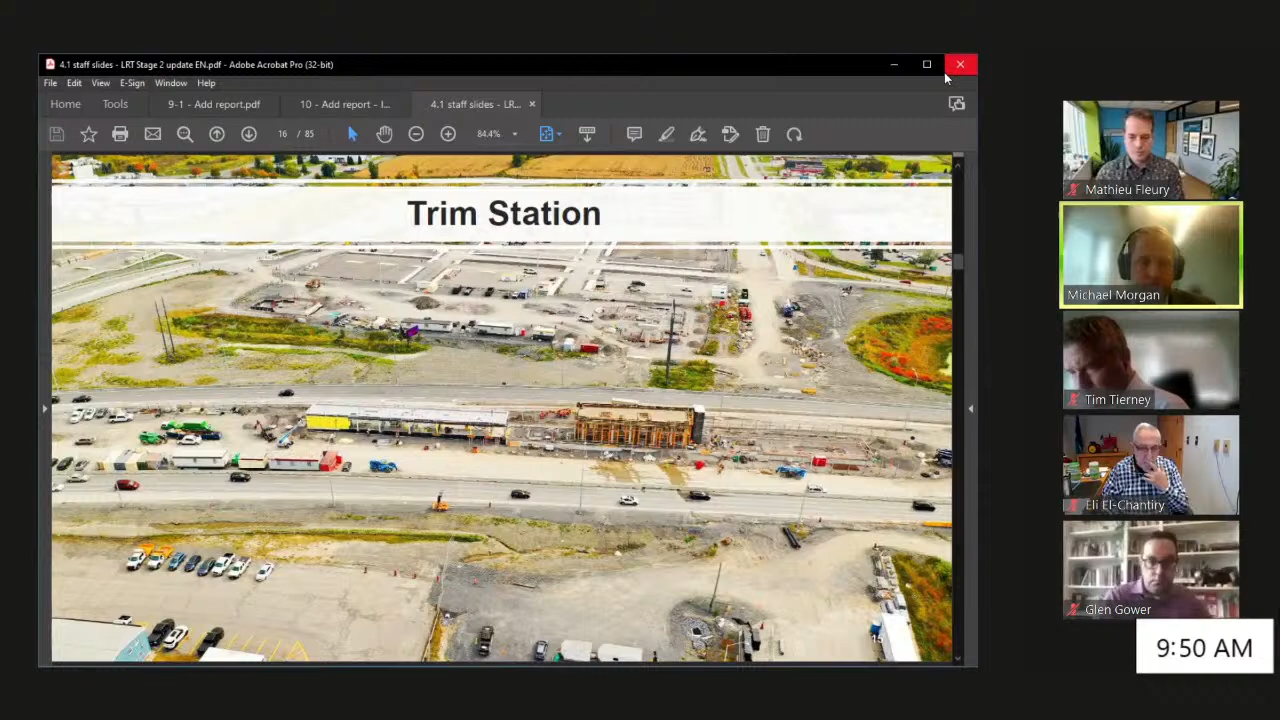 4.1 staff slides - LRT Stage 2 update EN.pdf - Adobe Acrobat Pro (32-bit)
File Edit View E-Sign Window Help
Home Tools 9-1 - Add report.pdf 10 - Add report - I... 4.1 staff slides - LR...
16 / 85 84.4%
Trim Station
Mathieu Fleury
Michael Morgan
Tim Tierney
Eli El-Chantiry
Glen Gower
9:50 AM